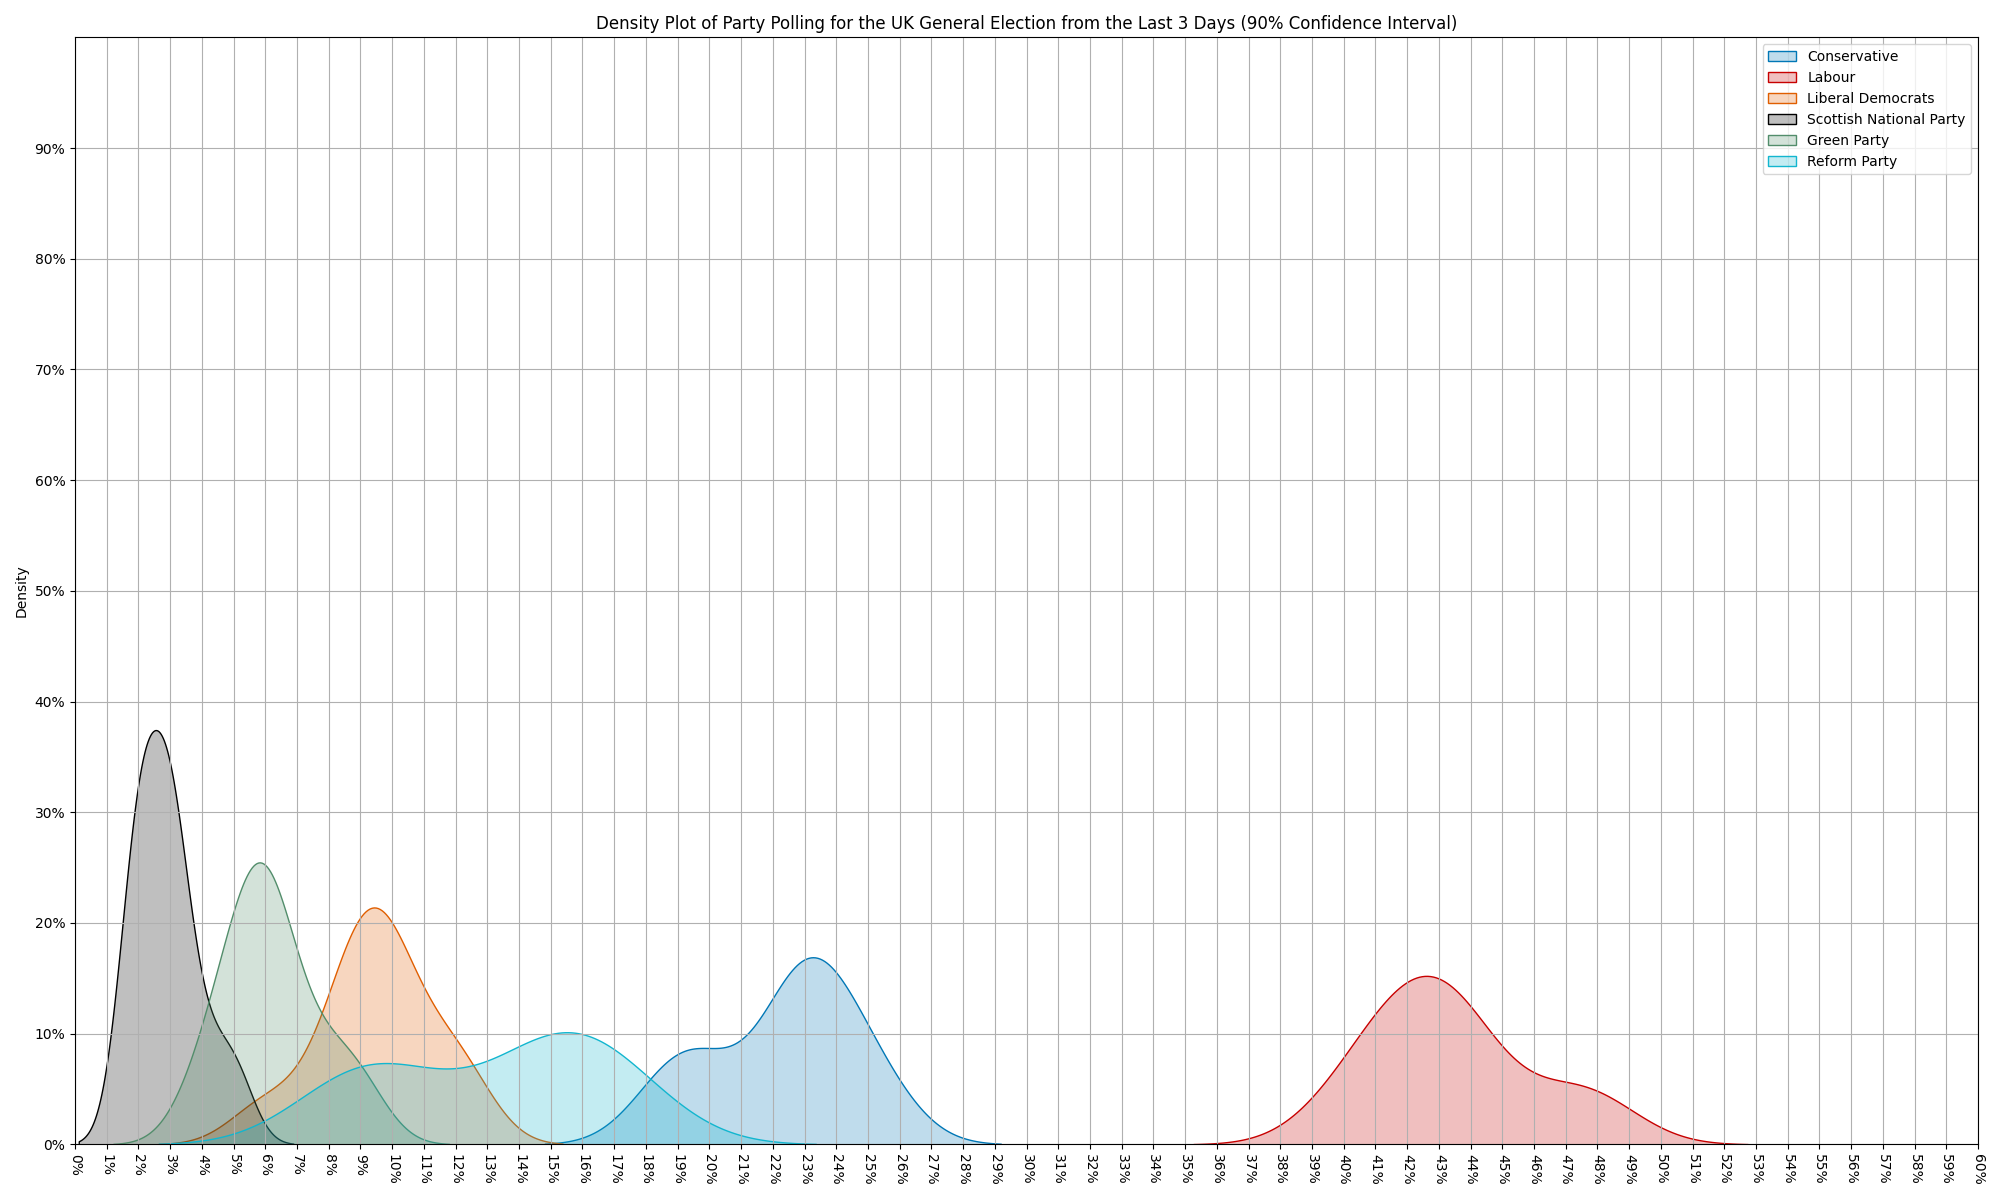 Density Plot of Party Polling for the UK General Election from the Last 3 Days (90% Confidence Interval)
Conservative
Labour
Liberal Democrats
Scottish National Party
Green Party
Reform Party
90%
80%
70%
60%
50%
40%
30%
20%
10%
0%
Density
0% 1% 2% 3% 4% 5% 6% 7% 8% 9% 10% 11% 12% 13% 14% 15% 16% 17% 18% 19% 20% 21% 22% 23% 24% 25% 26% 27% 28% 29% 30% 31% 32% 33% 34% 35% 36% 37% 38% 39% 40% 41% 42% 43% 44% 45% 46% 47% 48% 49% 50% 51% 52% 53% 54% 55% 56% 57% 58% 59% 60%